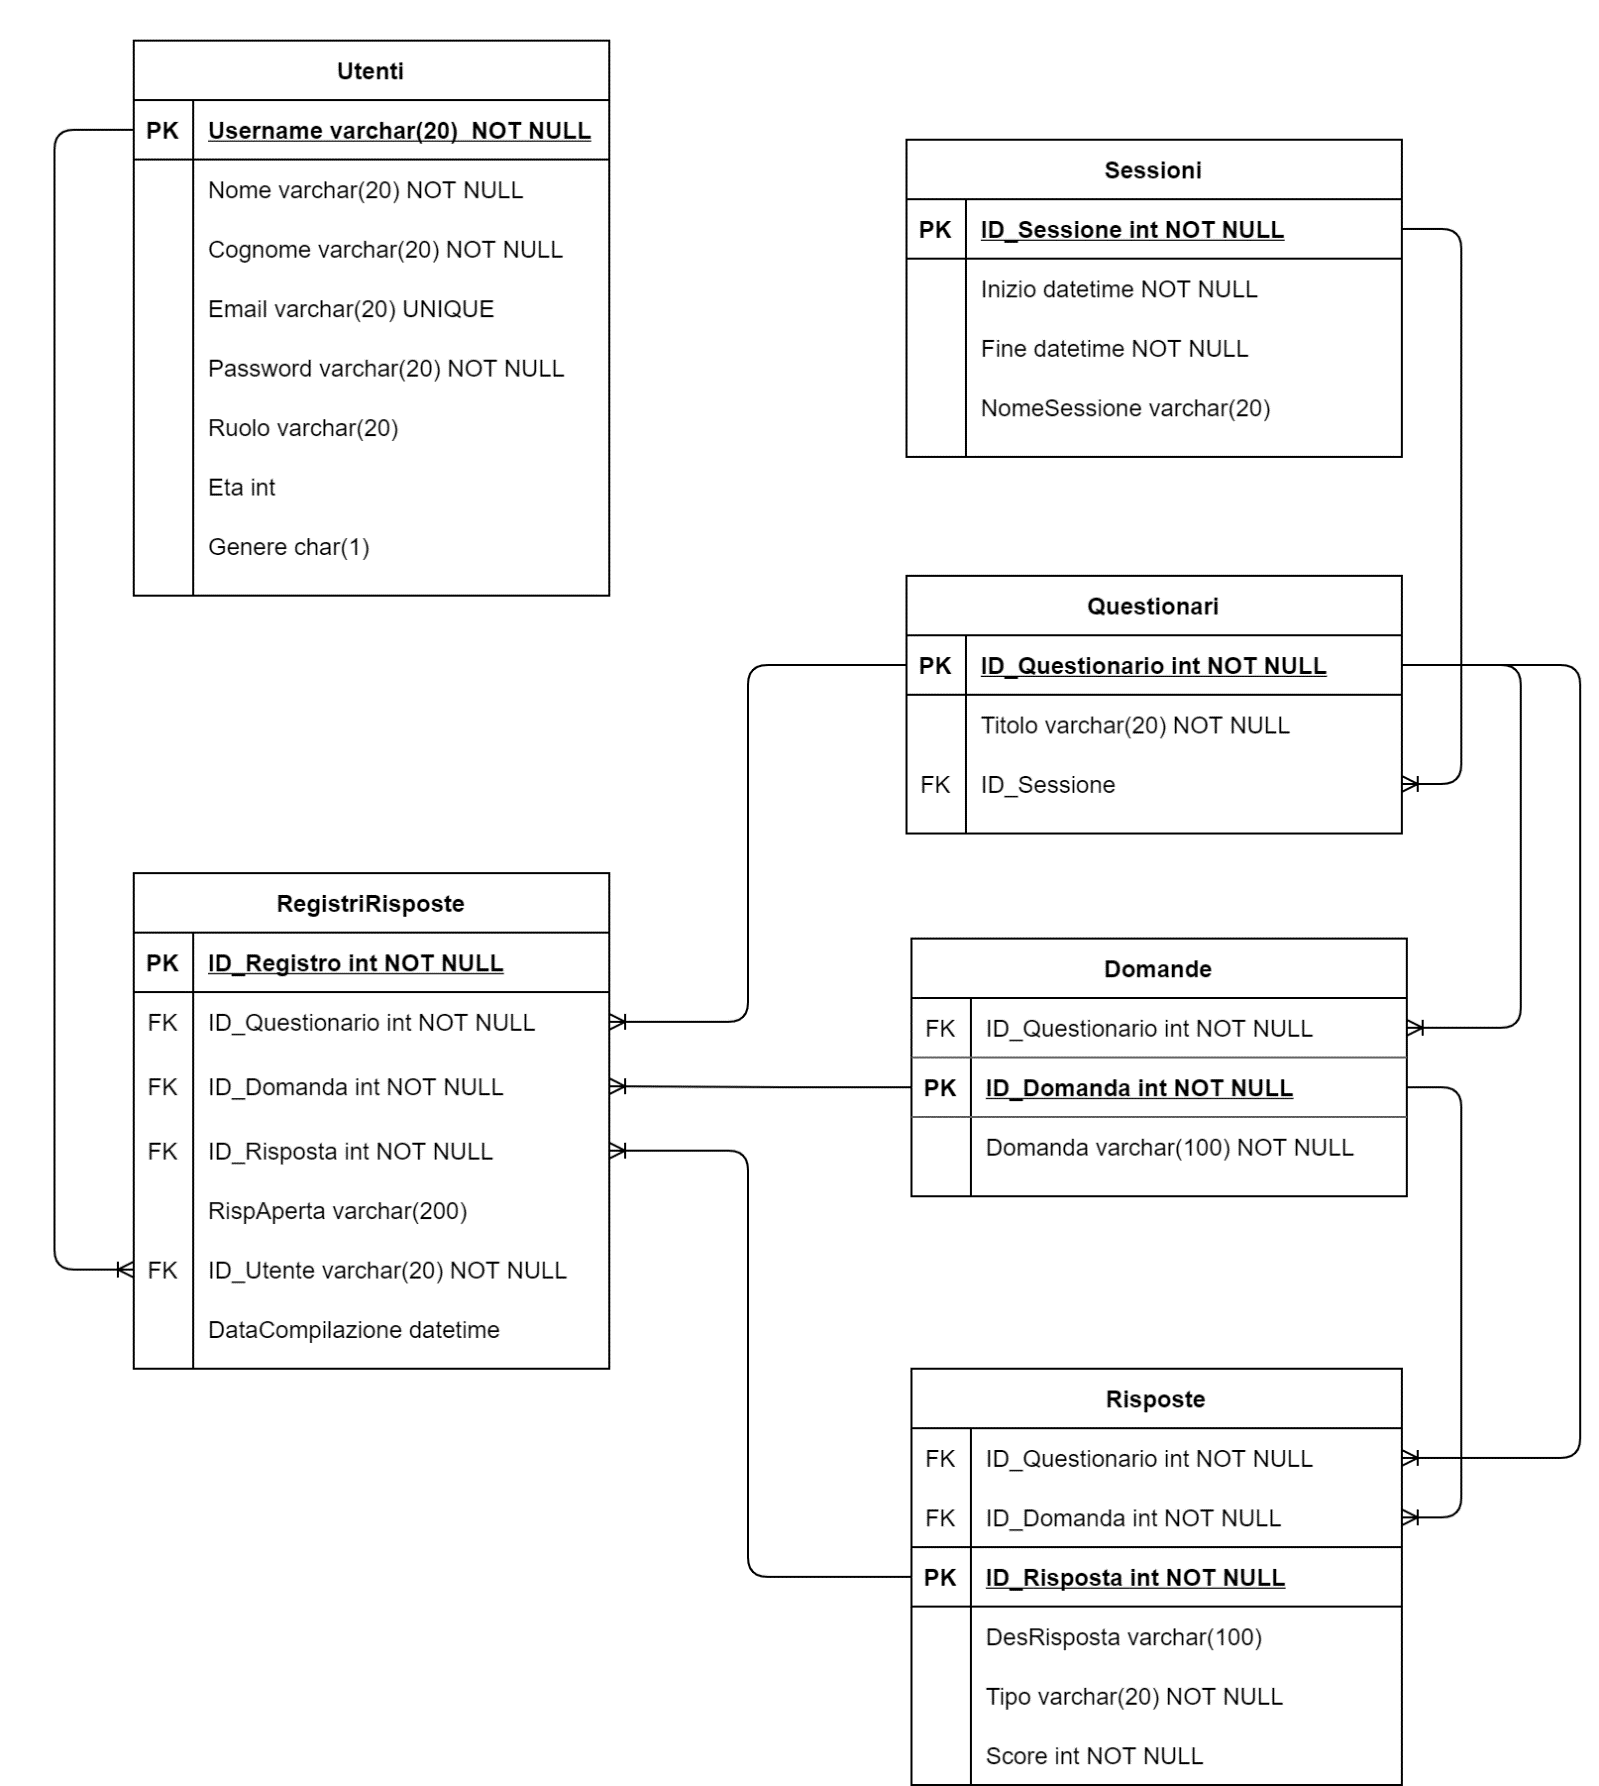 Utenti
PK Username varchar(20) NOT NULL
Nome varchar(20) NOT NULL
Cognome varchar(20) NOT NULL
Email varchar(20) UNIQUE
Password varchar(20) NOT NULL
Ruolo varchar(20)
Eta int
Genere char(1)
Sessioni
PK ID_Sessione int NOT NULL
Inizio datetime NOT NULL
Fine datetime NOT NULL
NomeSessione varchar(20)
Questionari
PK ID_Questionario int NOT NULL
Titolo varchar(20) NOT NULL
FK ID_Sessione
RegistriRisposte
PK ID_Registro int NOT NULL
FK ID_Questionario int NOT NULL
FK ID_Domanda int NOT NULL
FK ID_Risposta int NOT NULL
RispAperta varchar(200)
FK ID_Utente varchar(20) NOT NULL
DataCompilazione datetime
Domande
FK ID_Questionario int NOT NULL
PK ID_Domanda int NOT NULL
Domanda varchar(100) NOT NULL
Risposte
FK ID_Questionario int NOT NULL
FK ID_Domanda int NOT NULL
PK ID_Risposta int NOT NULL
DesRisposta varchar(100)
Tipo varchar(20) NOT NULL
Score int NOT NULL